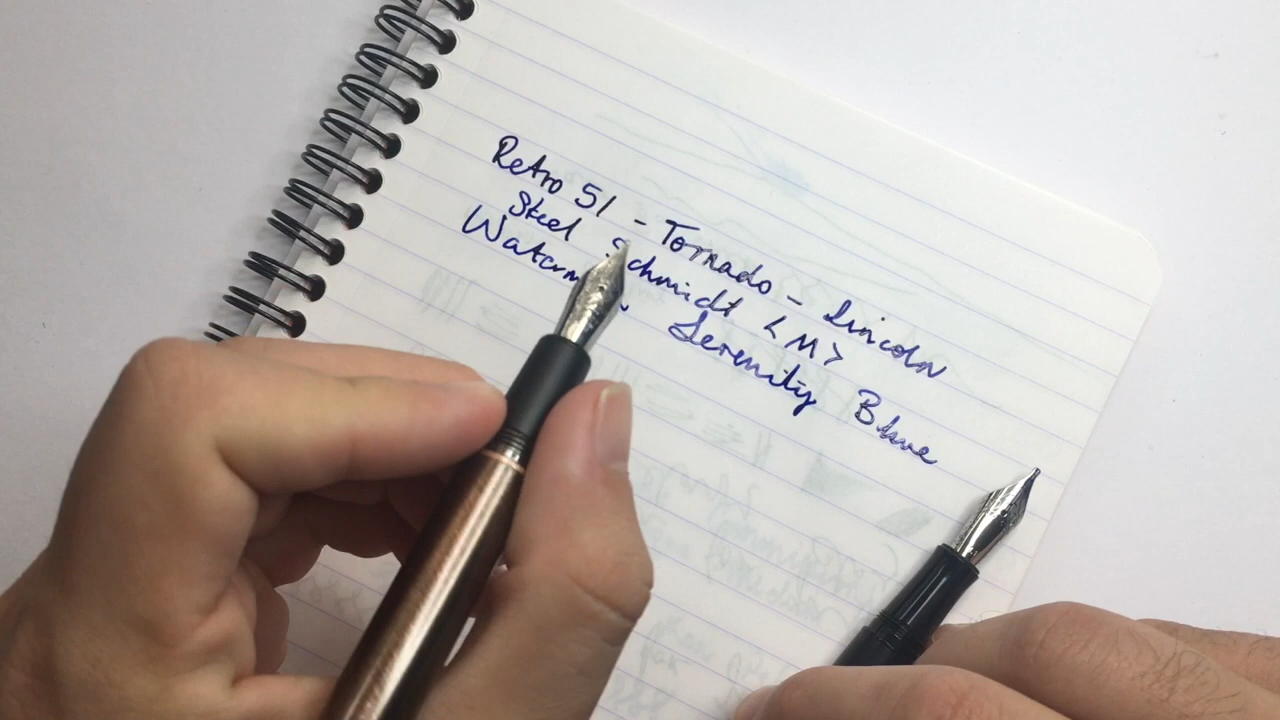 Retro 51 - Tornado - Lincoln
Steel Schmidt <M>
Serenity Blue